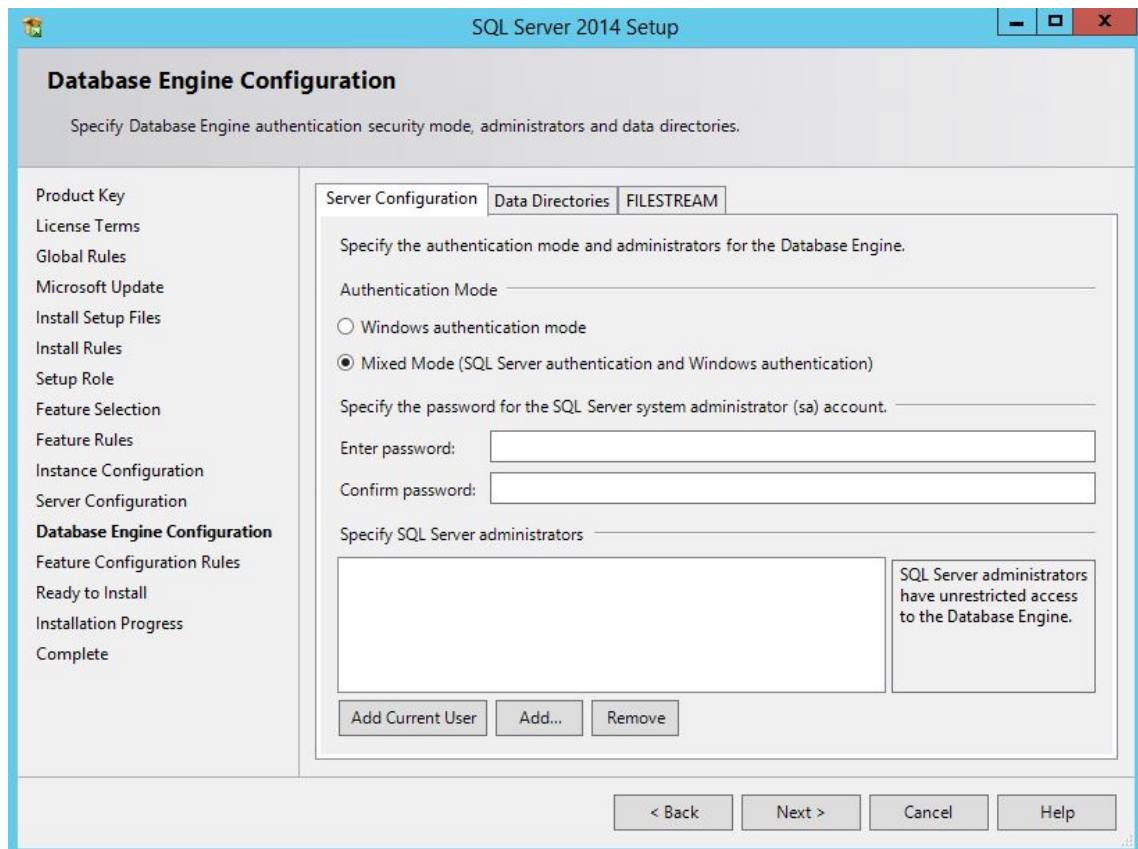 SQL Server 2014 Setup
Database Engine Configuration
Specify Database Engine authentication security mode, administrators and data directories.
Product Key
License Terms
Global Rules
Microsoft Update
Install Setup Files
Install Rules
Setup Role
Feature Selection
Feature Rules
Instance Configuration
Server Configuration
Database Engine Configuration
Feature Configuration Rules
Ready to Install
Installation Progress
Complete
Server Configuration Data Directories FILESTREAM
Specify the authentication mode and administrators for the Database Engine.
Authentication Mode
Windows authentication mode
Mixed Mode (SQL Server authentication and Windows authentication)
Specify the password for the SQL Server system administrator (sa) account.
Enter password:
Confirm password:
Specify SQL Server administrators
SQL Server administrators
have unrestricted access
to the Database Engine.
Add Current User Add... Remove
< Back Next > Cancel Help